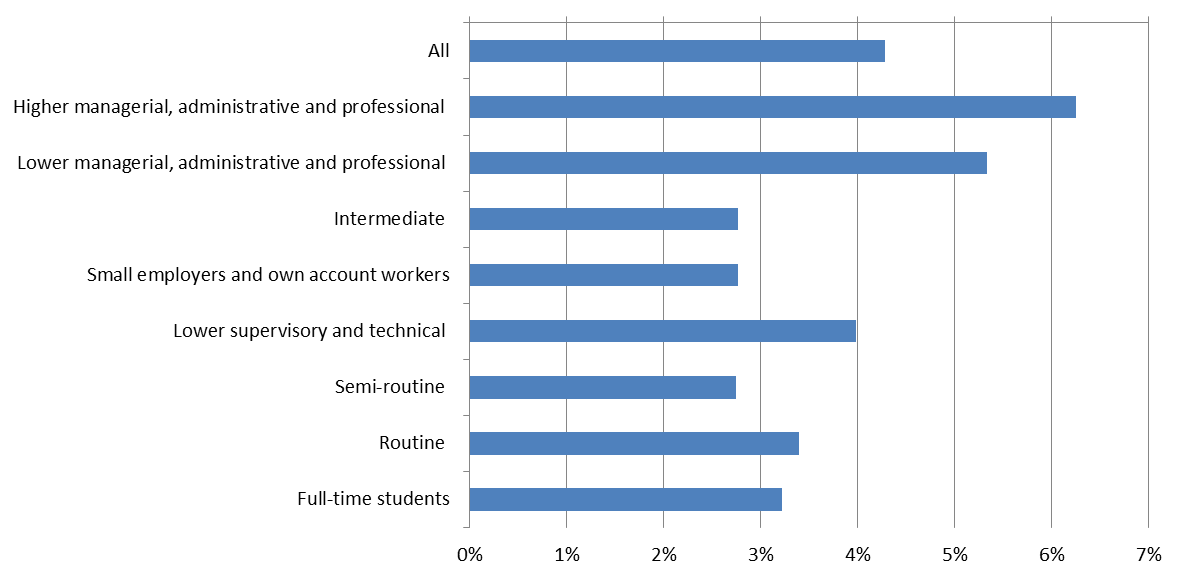 All
Higher managerial, administrative and professional
Lower managerial, administrative and professional
Intermediate
Small employers and own account workers
Lower supervisory and technical
Semi-routine
Routine
Full-time students
0% 1% 2% 3% 4% 5% 6% 7%